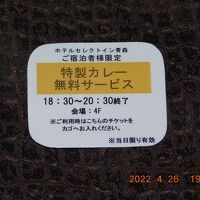 ホテルセレクトイン青森
ご宿泊者様限定
特製カレー
無料サービス
18:30~20:30終了
会場:4F
※ご利用時はこちらのチケットを
カゴへお入れください。
※当日限り有効
2022 4 26 19